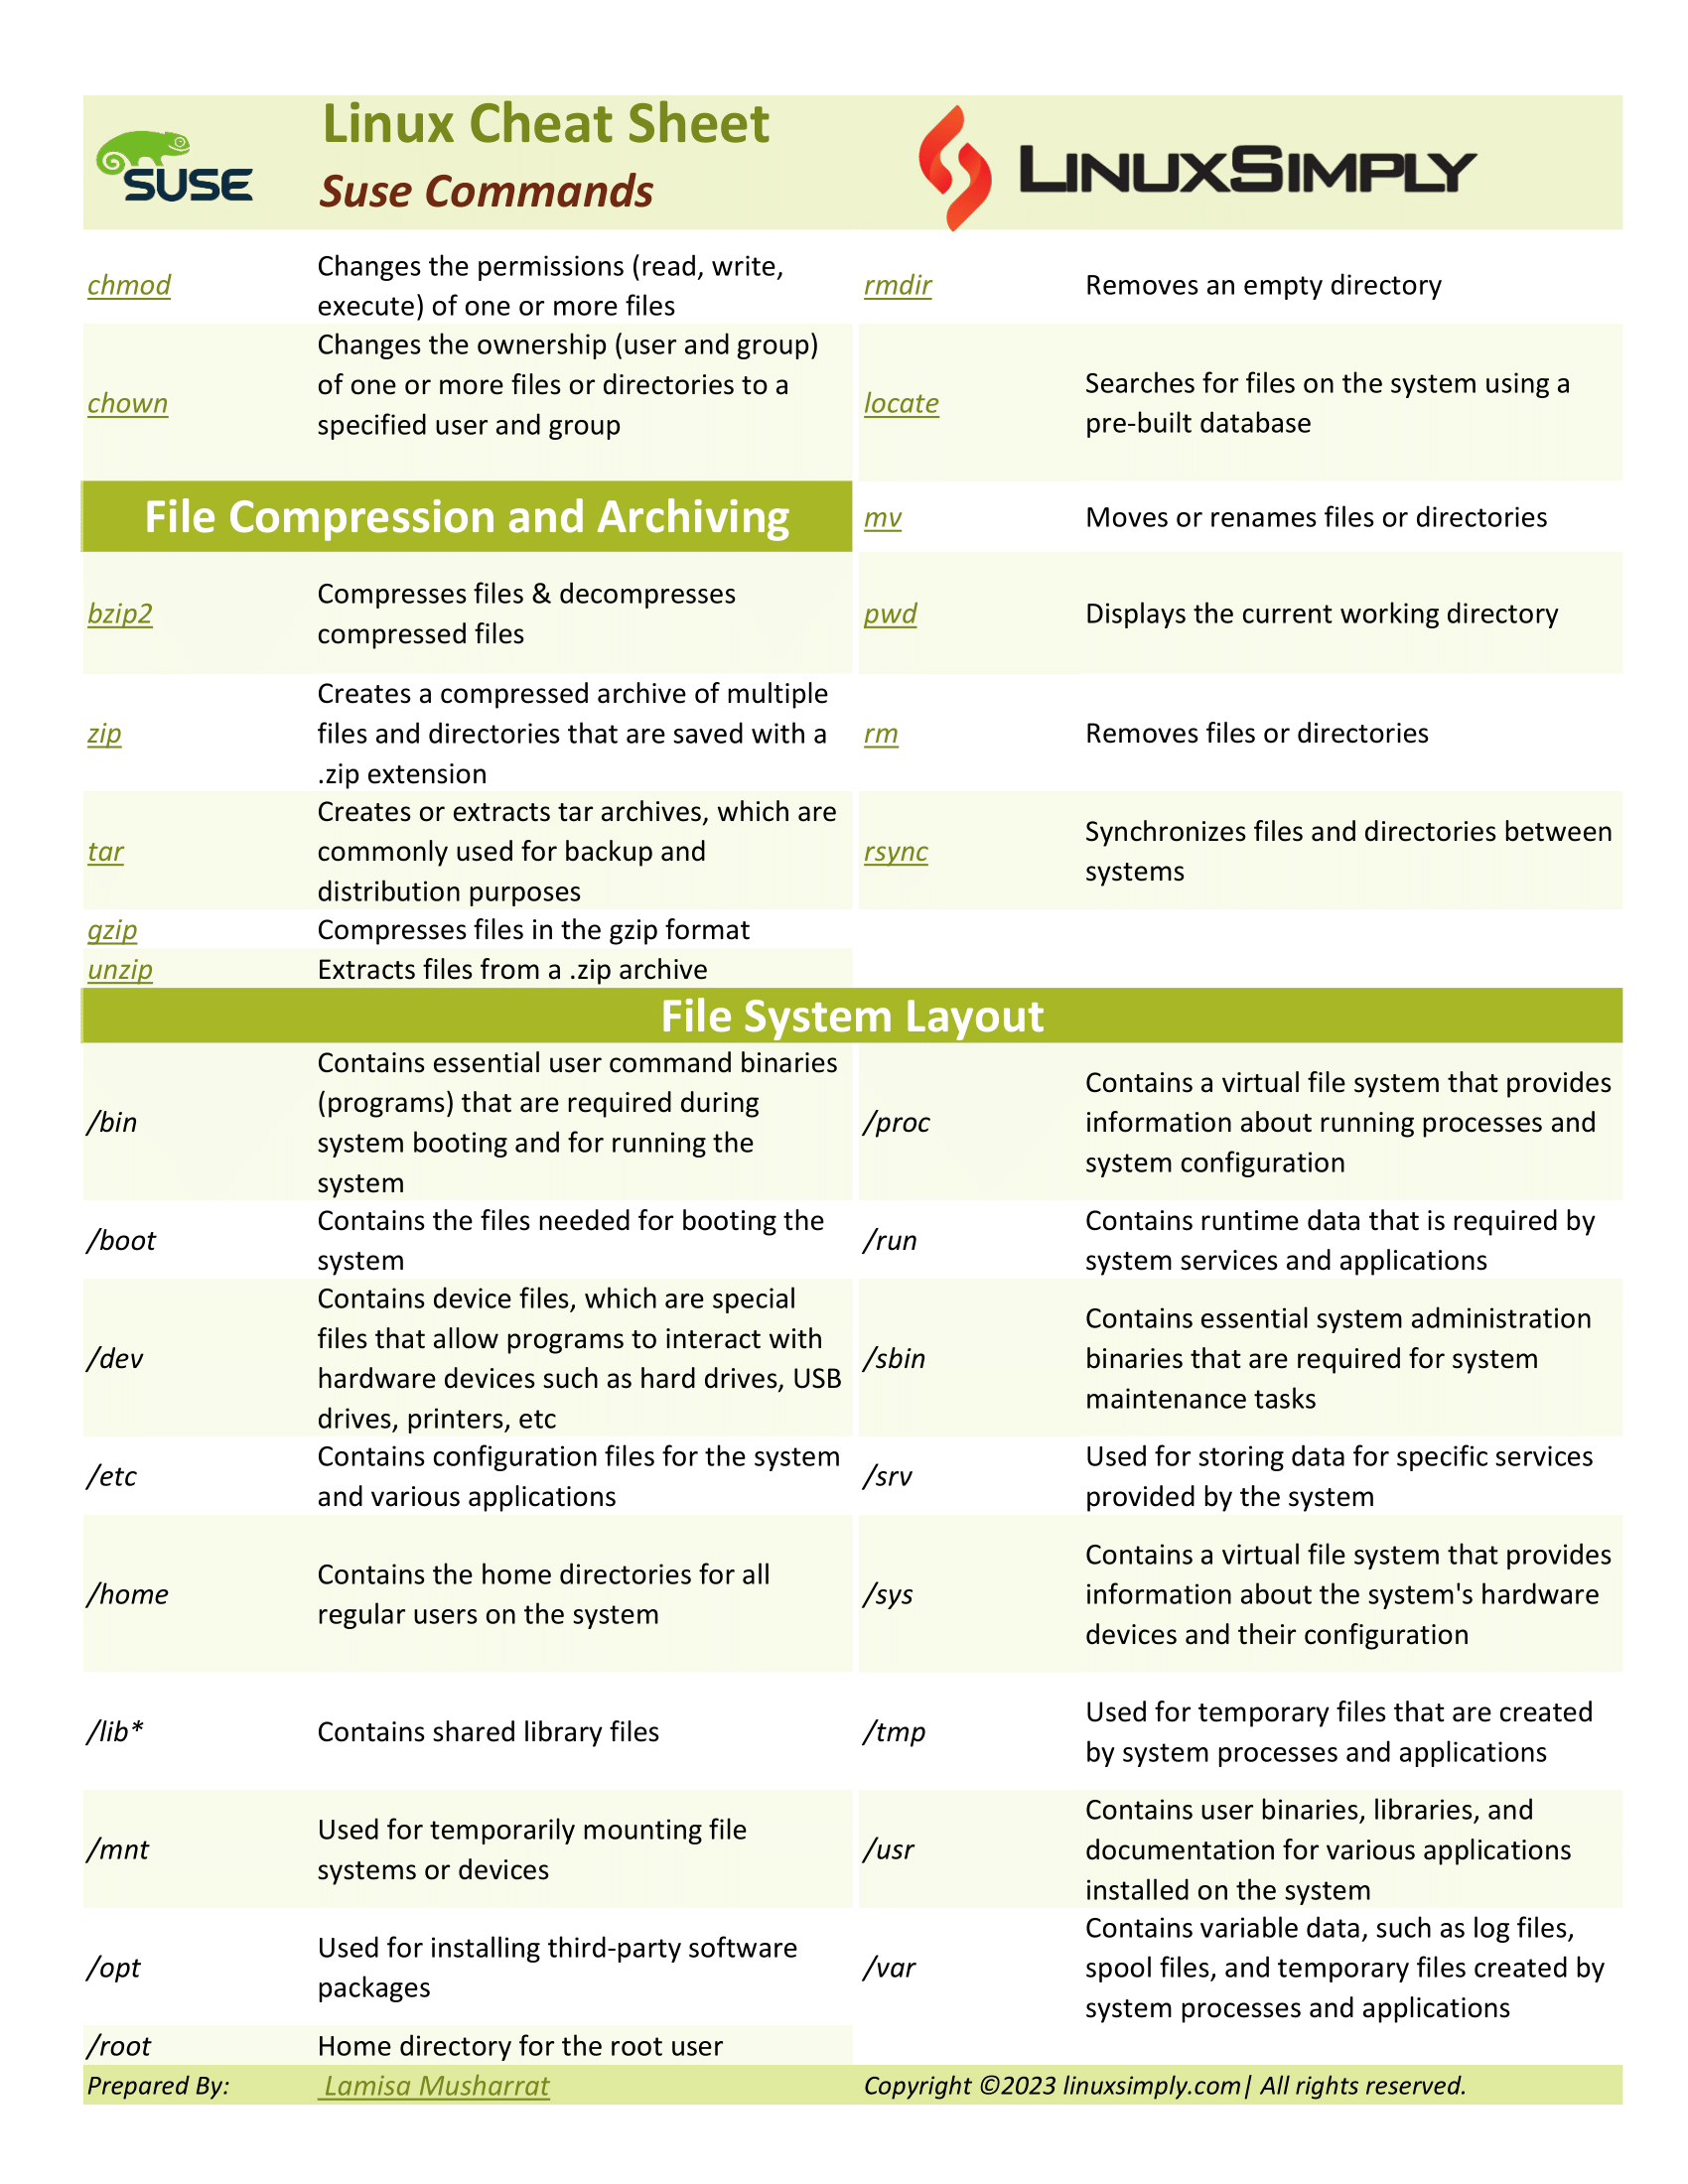 SUSE
Linux Cheat Sheet
Suse Commands
LINUXSIMPLY
chmod
Changes the permissions (read, write,
execute) of one or more files
rmdir
Removes an empty directory
chown
Changes the ownership (user and group)
of one or more files or directories to a
specified user and group
locate
Searches for files on the system using a
pre-built database
File Compression and Archiving
mv
Moves or renames files or directories
bzip2
Compresses files & decompresses
compressed files
pwd
Displays the current working directory
zip
Creates a compressed archive of multiple
files and directories that are saved with a
.zip extension
rm
Removes files or directories
tar
Creates or extracts tar archives, which are
commonly used for backup and
distribution purposes
rsync
Synchronizes files and directories between
systems
gzip
Compresses files in the gzip format
unzip
Extracts files from a .zip archive
File System Layout
/bin
Contains essential user command binaries
(programs) that are required during
system booting and for running the
system
/proc
Contains a virtual file system that provides
information about running processes and
system configuration
/boot
Contains the files needed for booting the
system
/run
Contains runtime data that is required by
system services and applications
/dev
Contains device files, which are special
files that allow programs to interact with
hardware devices such as hard drives, USB
drives, printers, etc
/sbin
Contains essential system administration
binaries that are required for system
maintenance tasks
/etc
Contains configuration files for the system
and various applications
/srv
Used for storing data for specific services
provided by the system
/home
Contains the home directories for all
regular users on the system
/sys
Contains a virtual file system that provides
information about the system's hardware
devices and their configuration
/lib*
Contains shared library files
/tmp
Used for temporary files that are created
by system processes and applications
/mnt
Used for temporarily mounting file
systems or devices
/usr
Contains user binaries, libraries, and
documentation for various applications
installed on the system
/opt
Used for installing third-party software
packages
/var
Contains variable data, such as log files,
spool files, and temporary files created by
system processes and applications
/root
Home directory for the root user
Prepared By:
Lamisa Musharrat
Copyright ©2023 linuxsimply.com| All rights reserved.